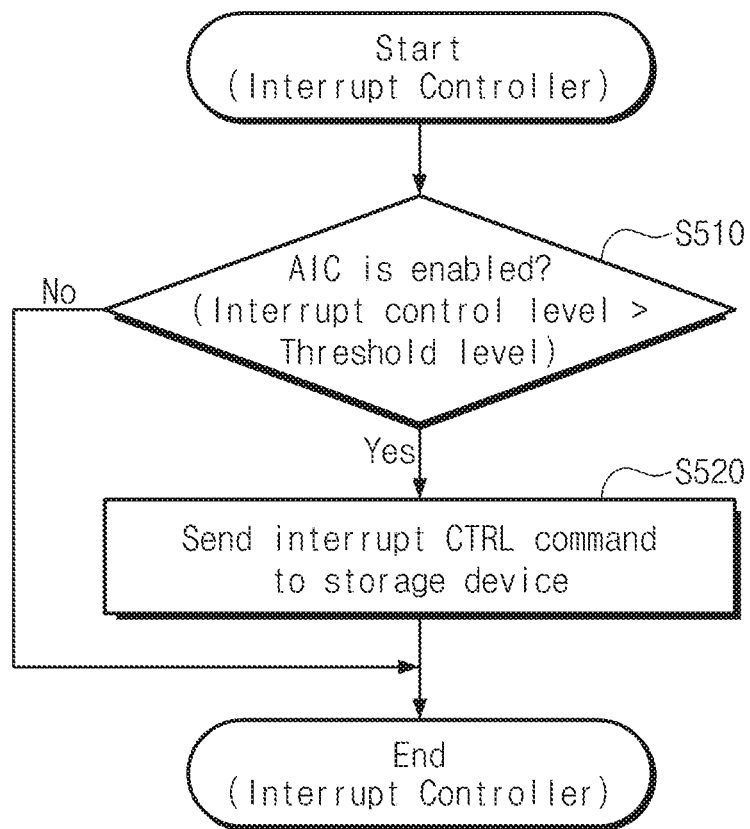 Start
(Interrupt Controller)
S510
AIC is enabled?
(Interrupt control level >
Threshold level)
No
Yes
S520
Send interrupt CTRL command
to storage device
End
(Interrupt Controller)